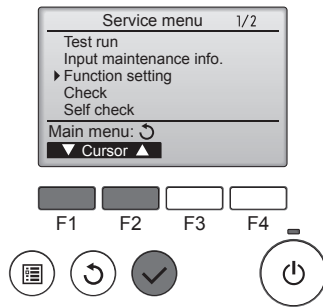 Service menu 1/2
Test run
Input maintenance info.
Function setting
Check
Self check
Main menu:
Cursor
F1 F2 F3 F4